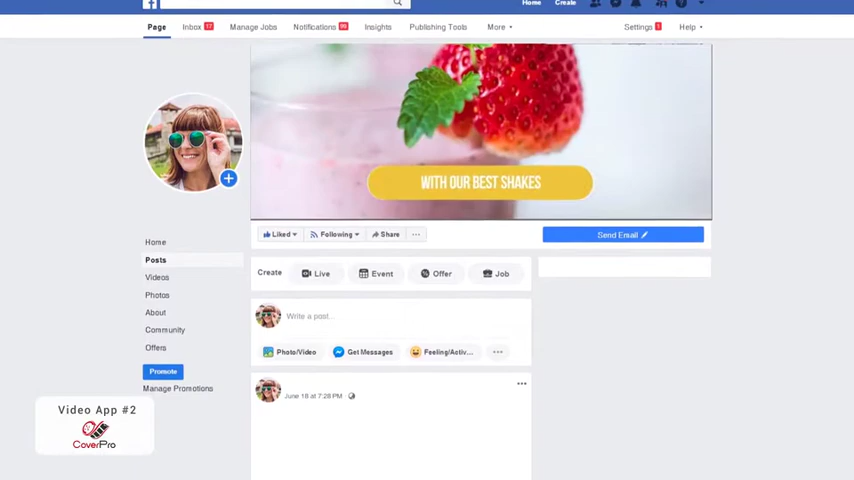 Home Create
Page Inbox 17 Manage Jobs Notifications 99 Insights Publishing Tools More Settings 1 Help
WITH OUR BEST SHAKES
Liked Following Share ... Send Email
Home
Posts
Videos
Photos
About
Community
Offers
Promote
Manage Promotions
Create Live Event Offer Job
Write a post...
Photo/Video Get Messages Feeling/Activ... ...
June 18 at 7:28 PM
Video App #2
CoverPro